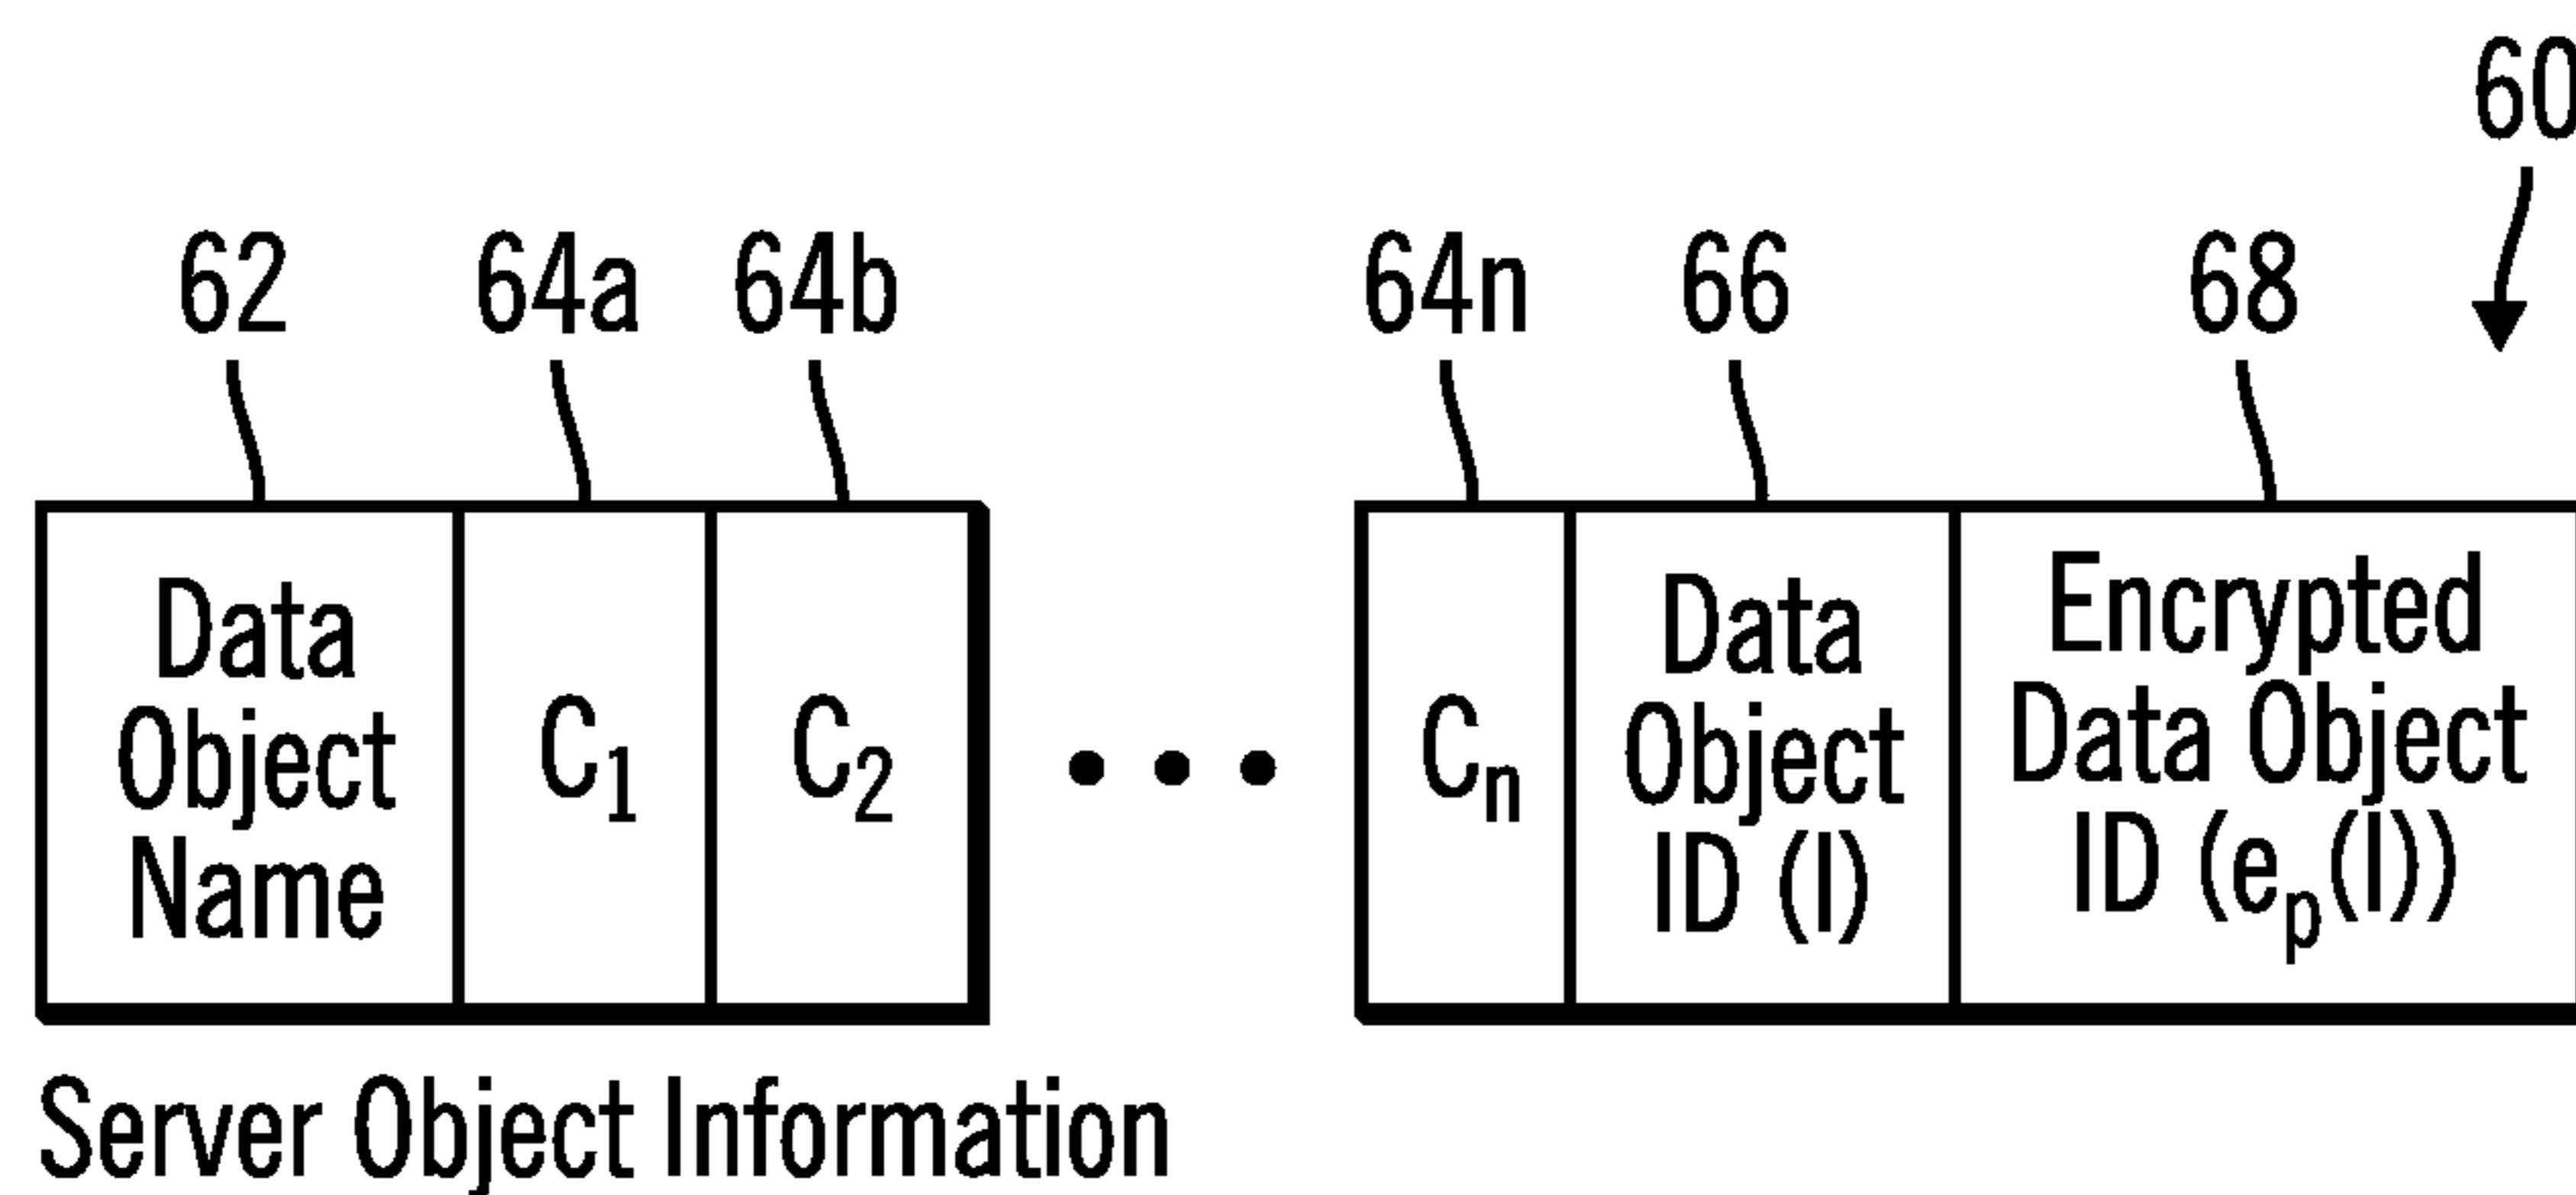 60
62 64a 64b 64n 66 68
Data Object Name
C1 C2 • • • Cn
Data Object ID (I)
Encrypted Data Object ID (ep(I))
Server Object Information